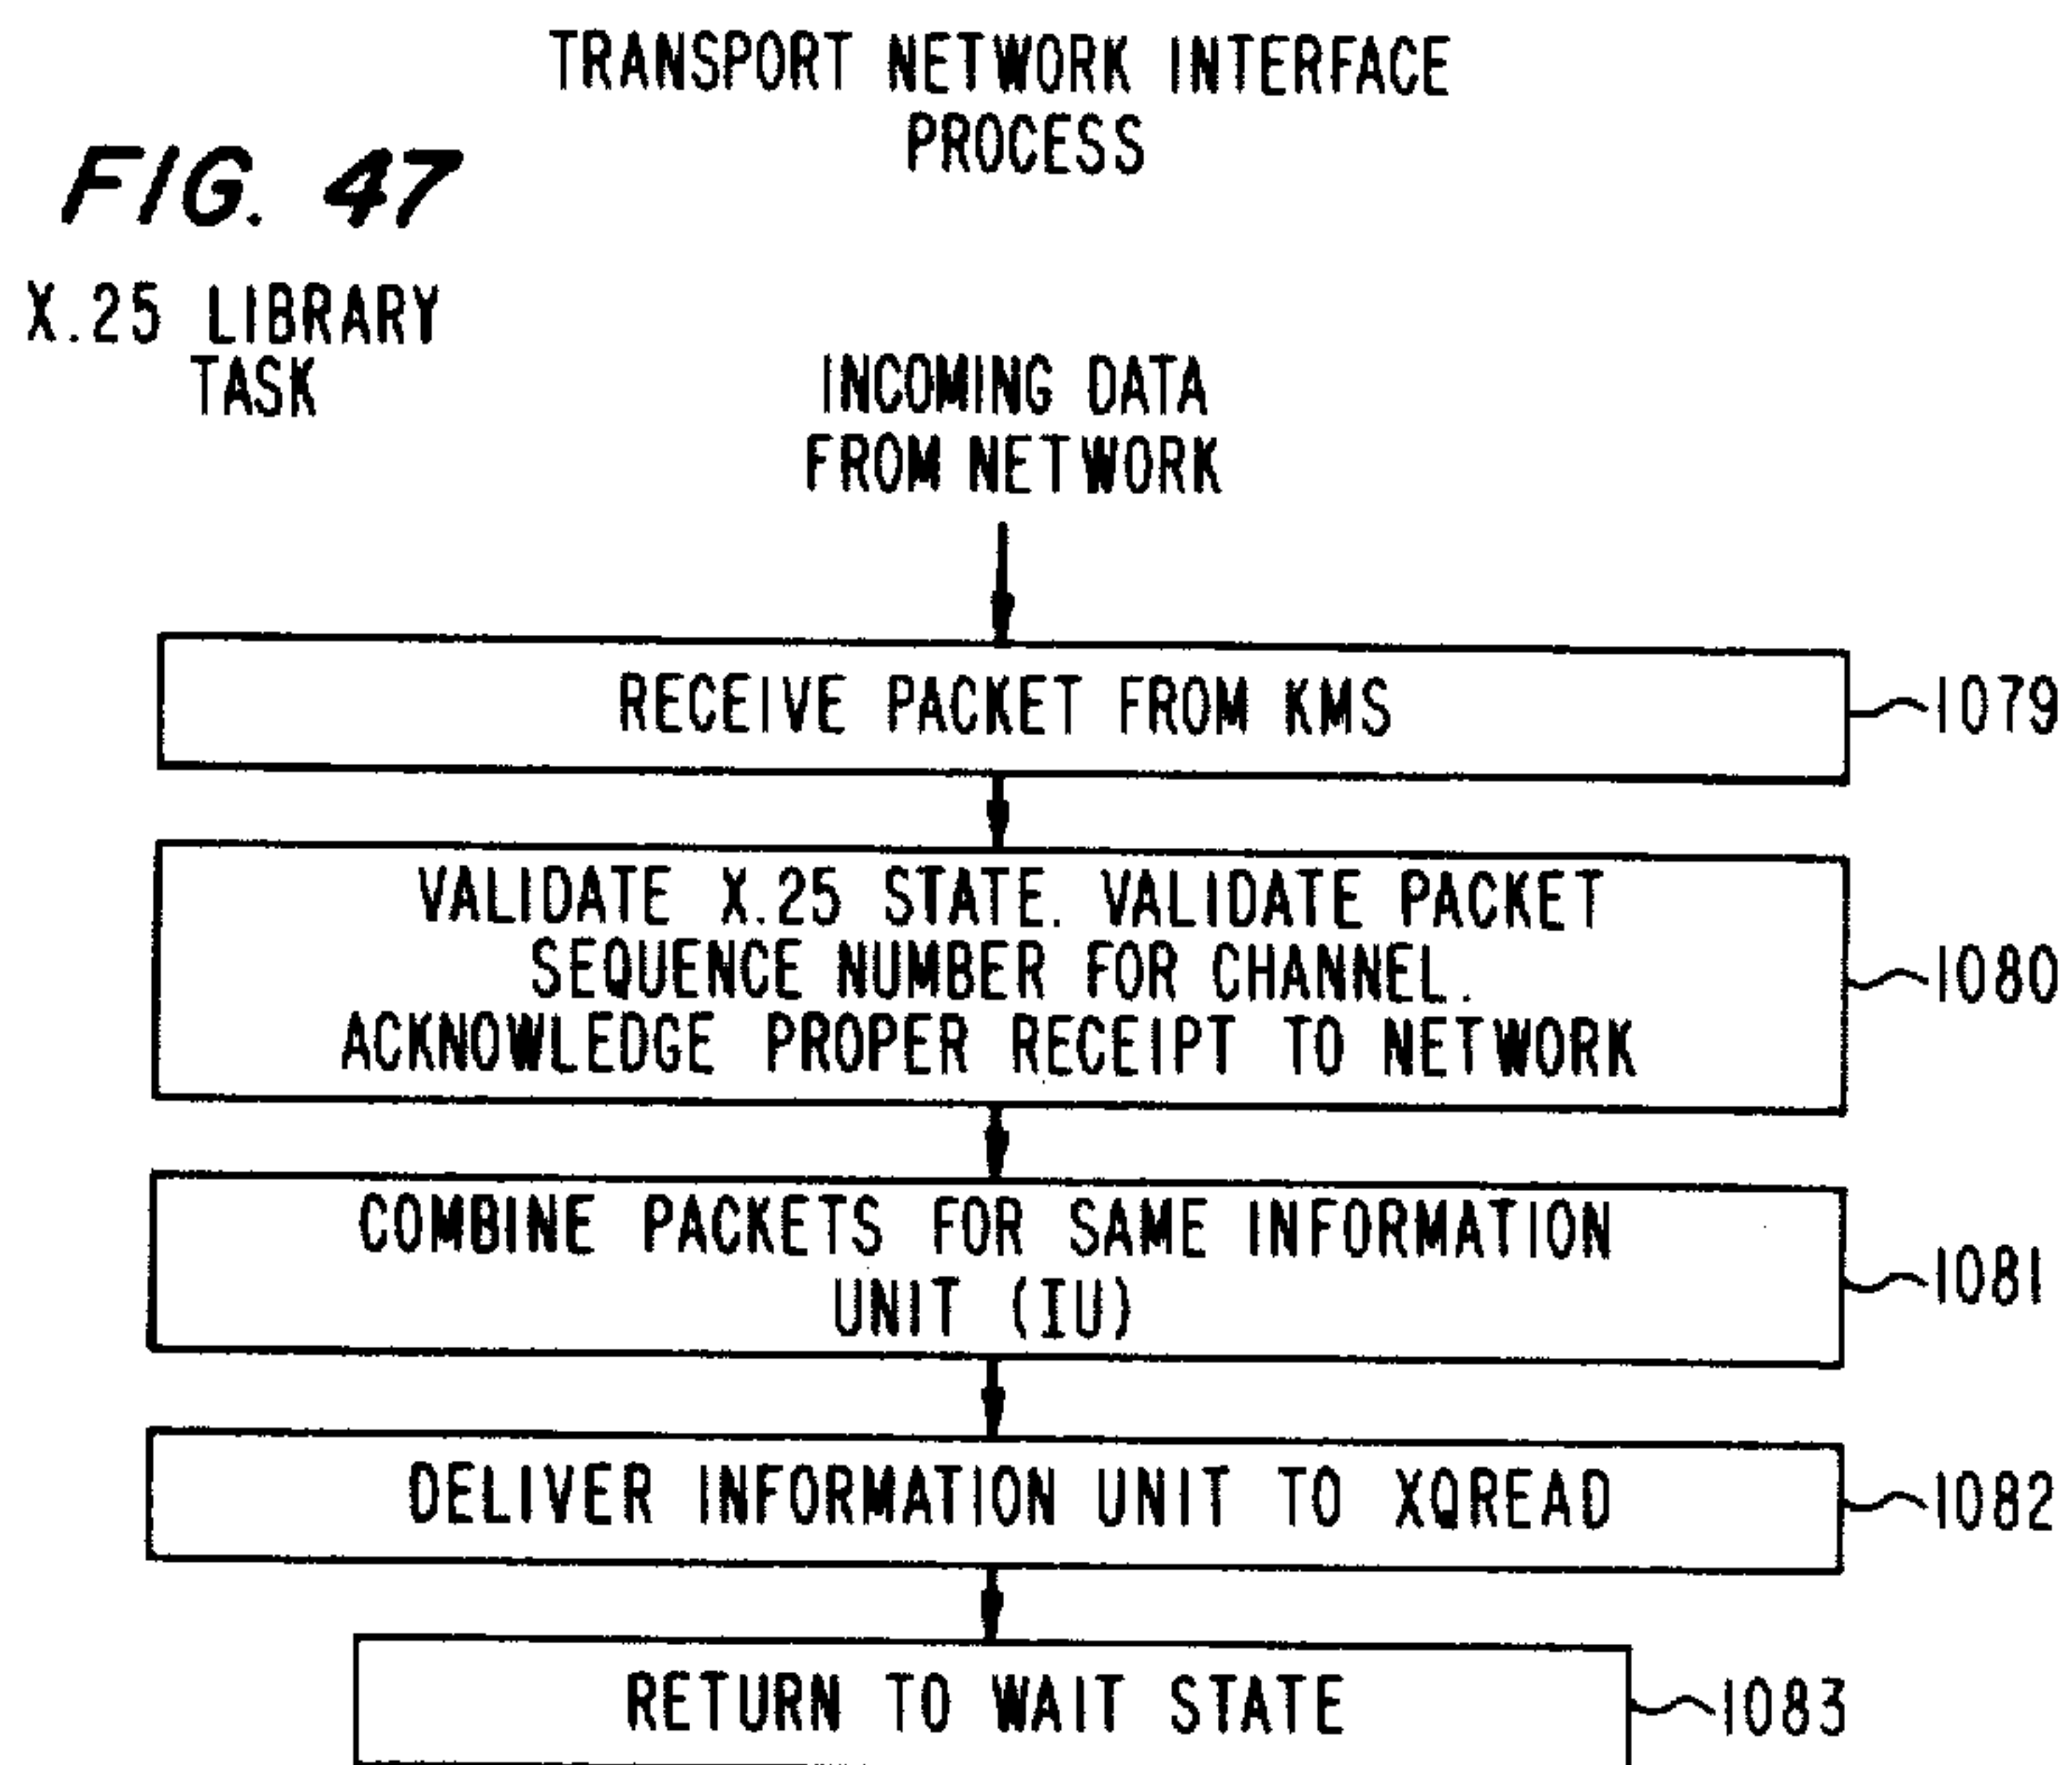 TRANSPORT NETWORK INTERFACE
PROCESS
FIG. 47
X.25 LIBRARY
TASK
INCOMING DATA
FROM NETWORK
RECEIVE PACKET FROM KMS
1079
VALIDATE X.25 STATE. VALIDATE PACKET
SEQUENCE NUMBER FOR CHANNEL.
ACKNOWLEDGE PROPER RECEIPT TO NETWORK
1080
COMBINE PACKETS FOR SAME INFORMATION
UNIT (IU)
1081
DELIVER INFORMATION UNIT TO XQREAD
1082
RETURN TO WAIT STATE
1083